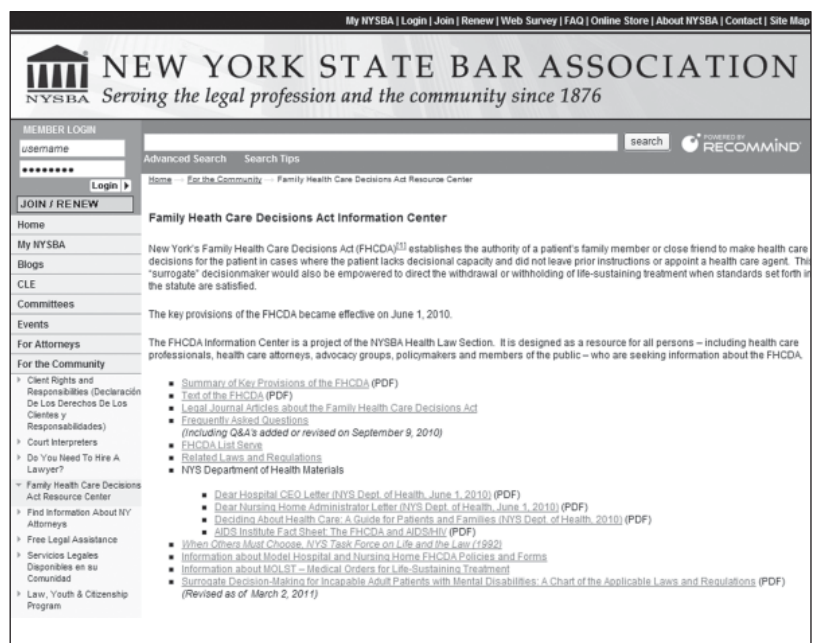 My NYSBA | Login | Join | Renew | Web Survey | FAQ | Online Store | About NYSBA | Contact | Site Map
NYSBA
NEW YORK STATE BAR ASSOCIATION
Serving the legal profession and the community since 1876
MEMBER LOGIN
username
••••••••
Login
JOIN / RENEW
search
POWERED BY
RECOMMIND
Advanced Search Search Tips
Home → For the Community → Family Health Care Decisions Act Resource Center
Home
My NYSBA
Blogs
CLE
Committees
Events
For Attorneys
For the Community
Client Rights and
Responsibilities (Declaración
De Los Derechos De Los
Clientes y
Responsabilidades)
Court Interpreters
Do You Need To Hire A
Lawyer?
Family Health Care Decisions
Act Resource Center
Find Information About NY
Attorneys
Free Legal Assistance
Servicios Legales
Disponibles en su
Comunidad
Law, Youth & Citizenship
Program
Family Heath Care Decisions Act Information Center
New York's Family Health Care Decisions Act (FHCDA)[1] establishes the authority of a patient's family member or close friend to make health care
decisions for the patient in cases where the patient lacks decisional capacity and did not leave prior instructions or appoint a health care agent. This
"surrogate" decisionmaker would also be empowered to direct the withdrawal or withholding of life-sustaining treatment when standards set forth in
the statute are satisfied.
The key provisions of the FHCDA became effective on June 1, 2010.
The FHCDA Information Center is a project of the NYSBA Health Law Section. It is designed as a resource for all persons – including health care
professionals, health care attorneys, advocacy groups, policymakers and members of the public – who are seeking information about the FHCDA.
Summary of Key Provisions of the FHCDA (PDF)
Text of the FHCDA (PDF)
Legal Journal Articles about the Family Health Care Decisions Act
Frequently Asked Questions
(Including Q&A's added or revised on September 9, 2010)
FHCDA List Serve
Related Laws and Regulations
NYS Department of Health Materials
Dear Hospital CEO Letter (NYS Dept. of Health, June 1, 2010) (PDF)
Dear Nursing Home Administrator Letter (NYS Dept. of Health, June 1, 2010) (PDF)
Deciding About Health Care: A Guide for Patients and Families (NYS Dept. of Health, 2010) (PDF)
AIDS Institute Fact Sheet: The FHCDA and AIDS/HIV (PDF)
When Others Must Choose, NYS Task Force on Life and the Law (1992)
Information about Model Hospital and Nursing Home FHCDA Policies and Forms
Information about MOLST – Medical Orders for Life-Sustaining Treatment
Surrogate Decision-Making for Incapable Adult Patients with Mental Disabilities: A Chart of the Applicable Laws and Regulations (PDF)
(Revised as of March 2, 2011)